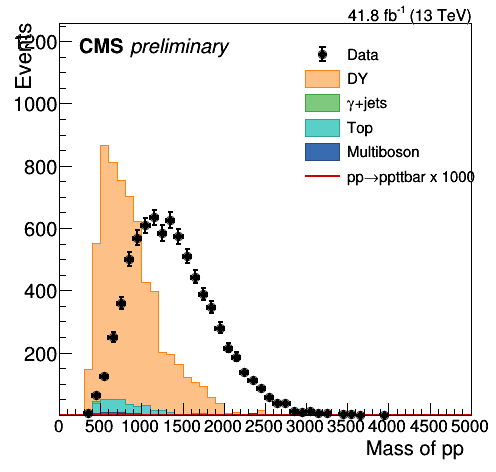 41.8 fb⁻¹ (13 TeV)
Events
CMS preliminary
Data
DY
γ+jets
Top
Multiboson
pp→ppttbar x 1000
1200
1000
800
600
400
200
0 500 1000 1500 2000 2500 3000 3500 4000 4500 5000
Mass of pp